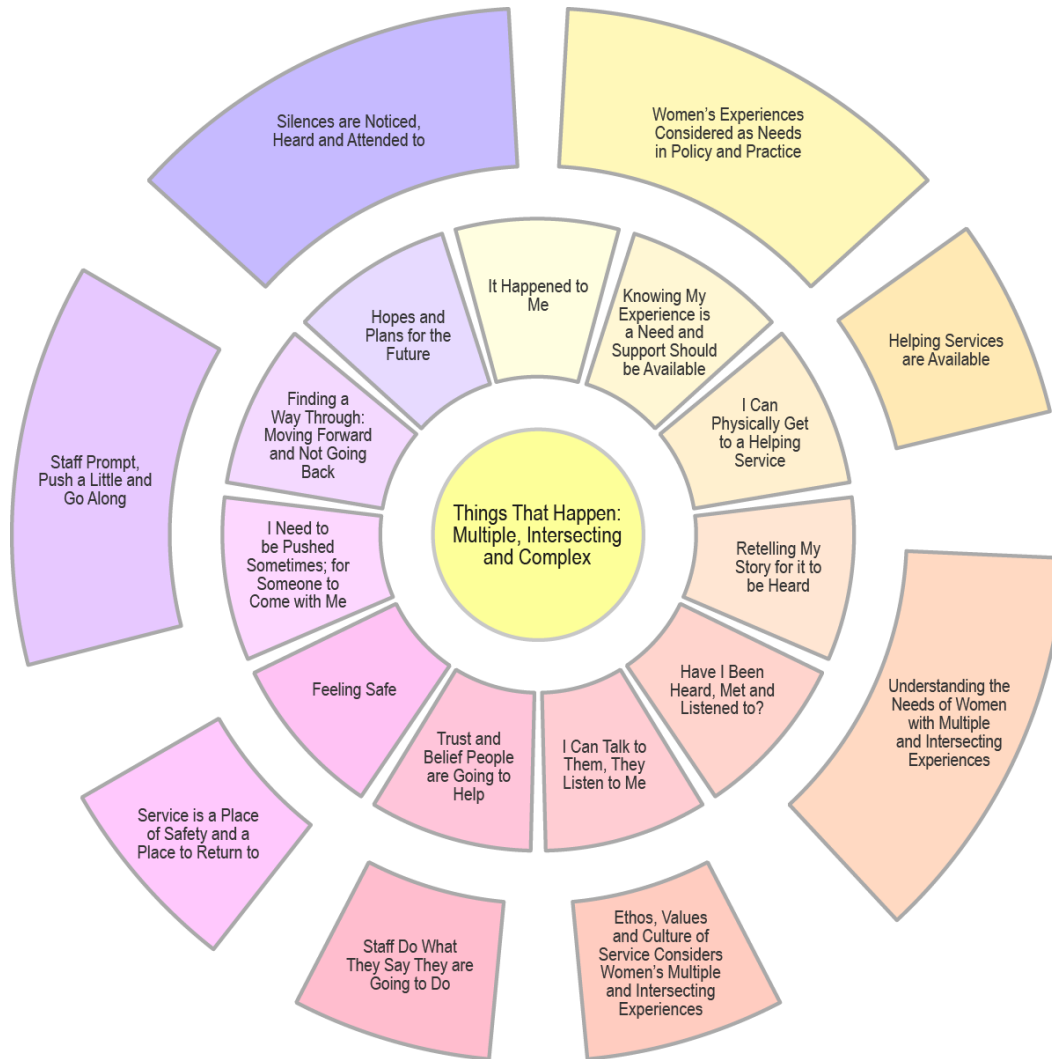 Silences are Noticed,
Heard and Attended to
Women's Experiences
Considered as Needs
in Policy and Practice
Helping Services
are Available
Understanding the
Needs of Women
with Multiple
and Intersecting
Experiences
Ethos, Values
and Culture of
Service Considers
Women's Multiple
and Intersecting
Experiences
Staff Do What
They Say They are
Going to Do
Service is a Place
of Safety and a
Place to Return to
Staff Prompt,
Push a Little and
Go Along
It Happened to
Me
Knowing My
Experience is
a Need and
Support Should
be Available
I Can
Physically Get
to a Helping
Service
Retelling My
Story for it to
be Heard
Have I Been
Heard, Met and
Listened to?
I Can Talk to
Them, They
Listen to Me
Trust and
Belief People
are Going to
Help
Feeling Safe
I Need to
be Pushed
Sometimes; for
Someone to
Come with Me
Finding a
Way Through:
Moving Forward
and Not Going
Back
Hopes and
Plans for the
Future
Things That Happen:
Multiple, Intersecting
and Complex